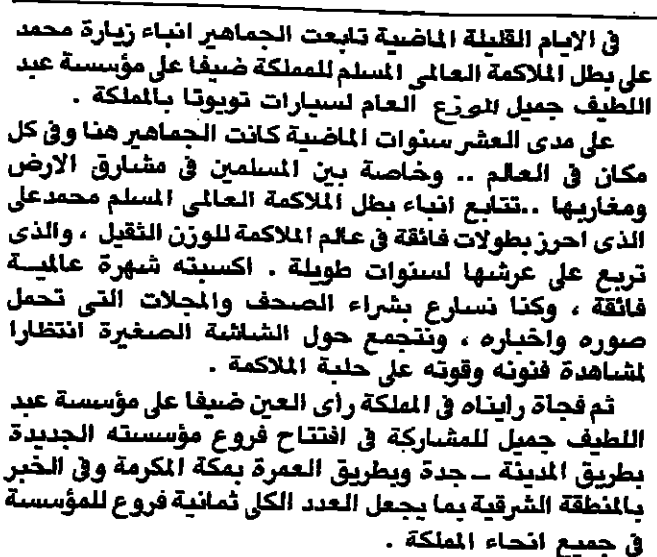 في الايام القليلة الماضية تابعت الجماهير انباء زيارة محمد
على بطل الملاكمة العالمى المسلم للمملكة ضيفا على مؤسسة عبد
اللطيف جميل الموزع العام لسيارات تويوتا بالمملكة .
على مدى العشر سنوات الماضية كانت الجماهير هنا وفى كل
مكان فى العالم .. وخاصة بين المسلمين فى مشارق الارض
ومغاربها ..تتابع انباء بطل الملاكمة العالمى المسلم محمدعلى
الذى احرز بطولات فائقة فى عالم الملاكمة للوزن الثقيل ، والذى
تربع على عرشها لسنوات طويلة . اكسبته شهرة عالميـة
فائقة ، وكنا نسارع بشراء الصحف والمجلات التى تحمل
صوره واخباره ، ونتجمع حول الشاشة الصغيرة انتظارا
لمشاهدة فنونه وقوته على حلبة الملاكمة .
ثم فجأة رايناه فى المملكة رأى العين ضيفا على مؤسسة عبد
اللطيف جميل للمشاركة فى افتتاح فروع مؤسسته الجديدة
بطريق المدينة ــ جدة وبطريق العمرة بمكة المكرمة وفى الخبر
بالمنطقة الشرقية بما يجعل العدد الكلى ثمانية فروع للمؤسسة
فى جميع انحاء المملكة .